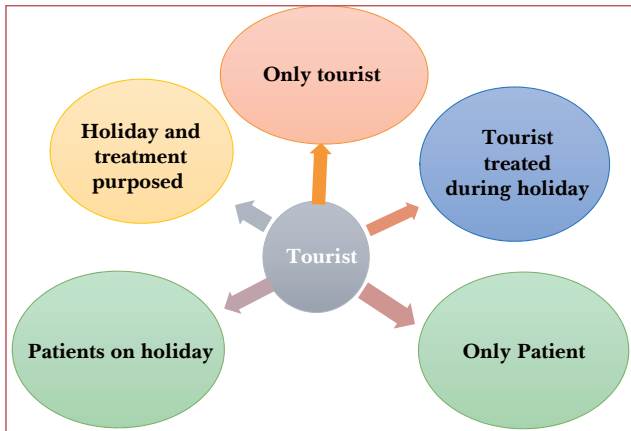 Only tourist
Holiday and
treatment
purposed
Tourist
treated
during holiday
Tourist
Patients on holiday
Only Patient